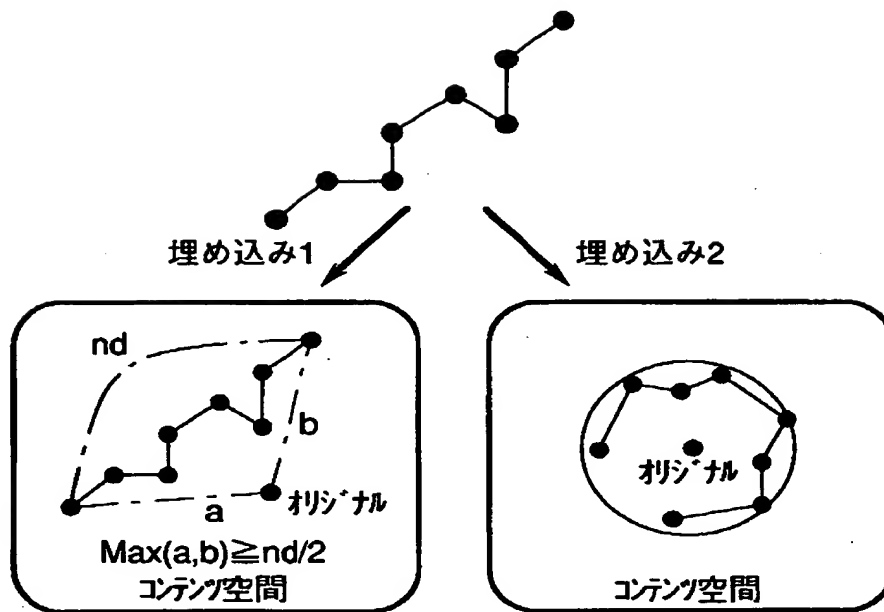 埋め込み1
埋め込み2
nd
b
a
オリジナル
Max(a,b)≧nd/2
コンテンツ空間
オリジナル
コンテンツ空間